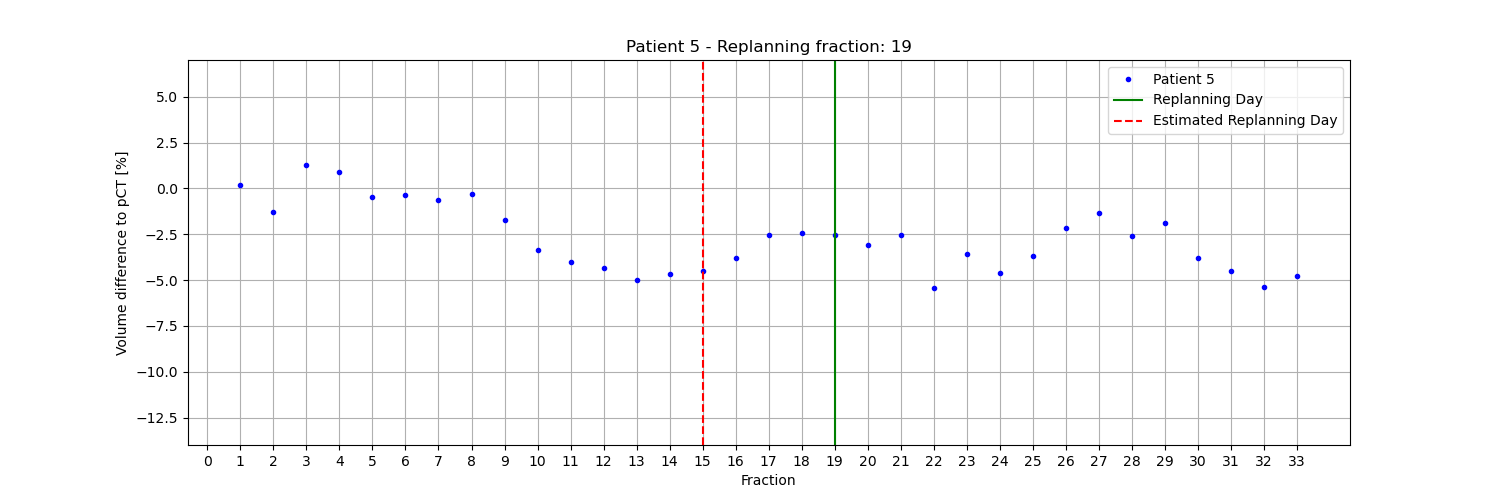 Patient 5 - Replanning fraction: 19
Patient 5
Replanning Day
Estimated Replanning Day
Volume difference to pCT [%]
5.0
2.5
0.0
−2.5
−5.0
−7.5
−10.0
−12.5
0 1 2 3 4 5 6 7 8 9 10 11 12 13 14 15 16 17 18 19 20 21 22 23 24 25 26 27 28 29 30 31 32 33
Fraction